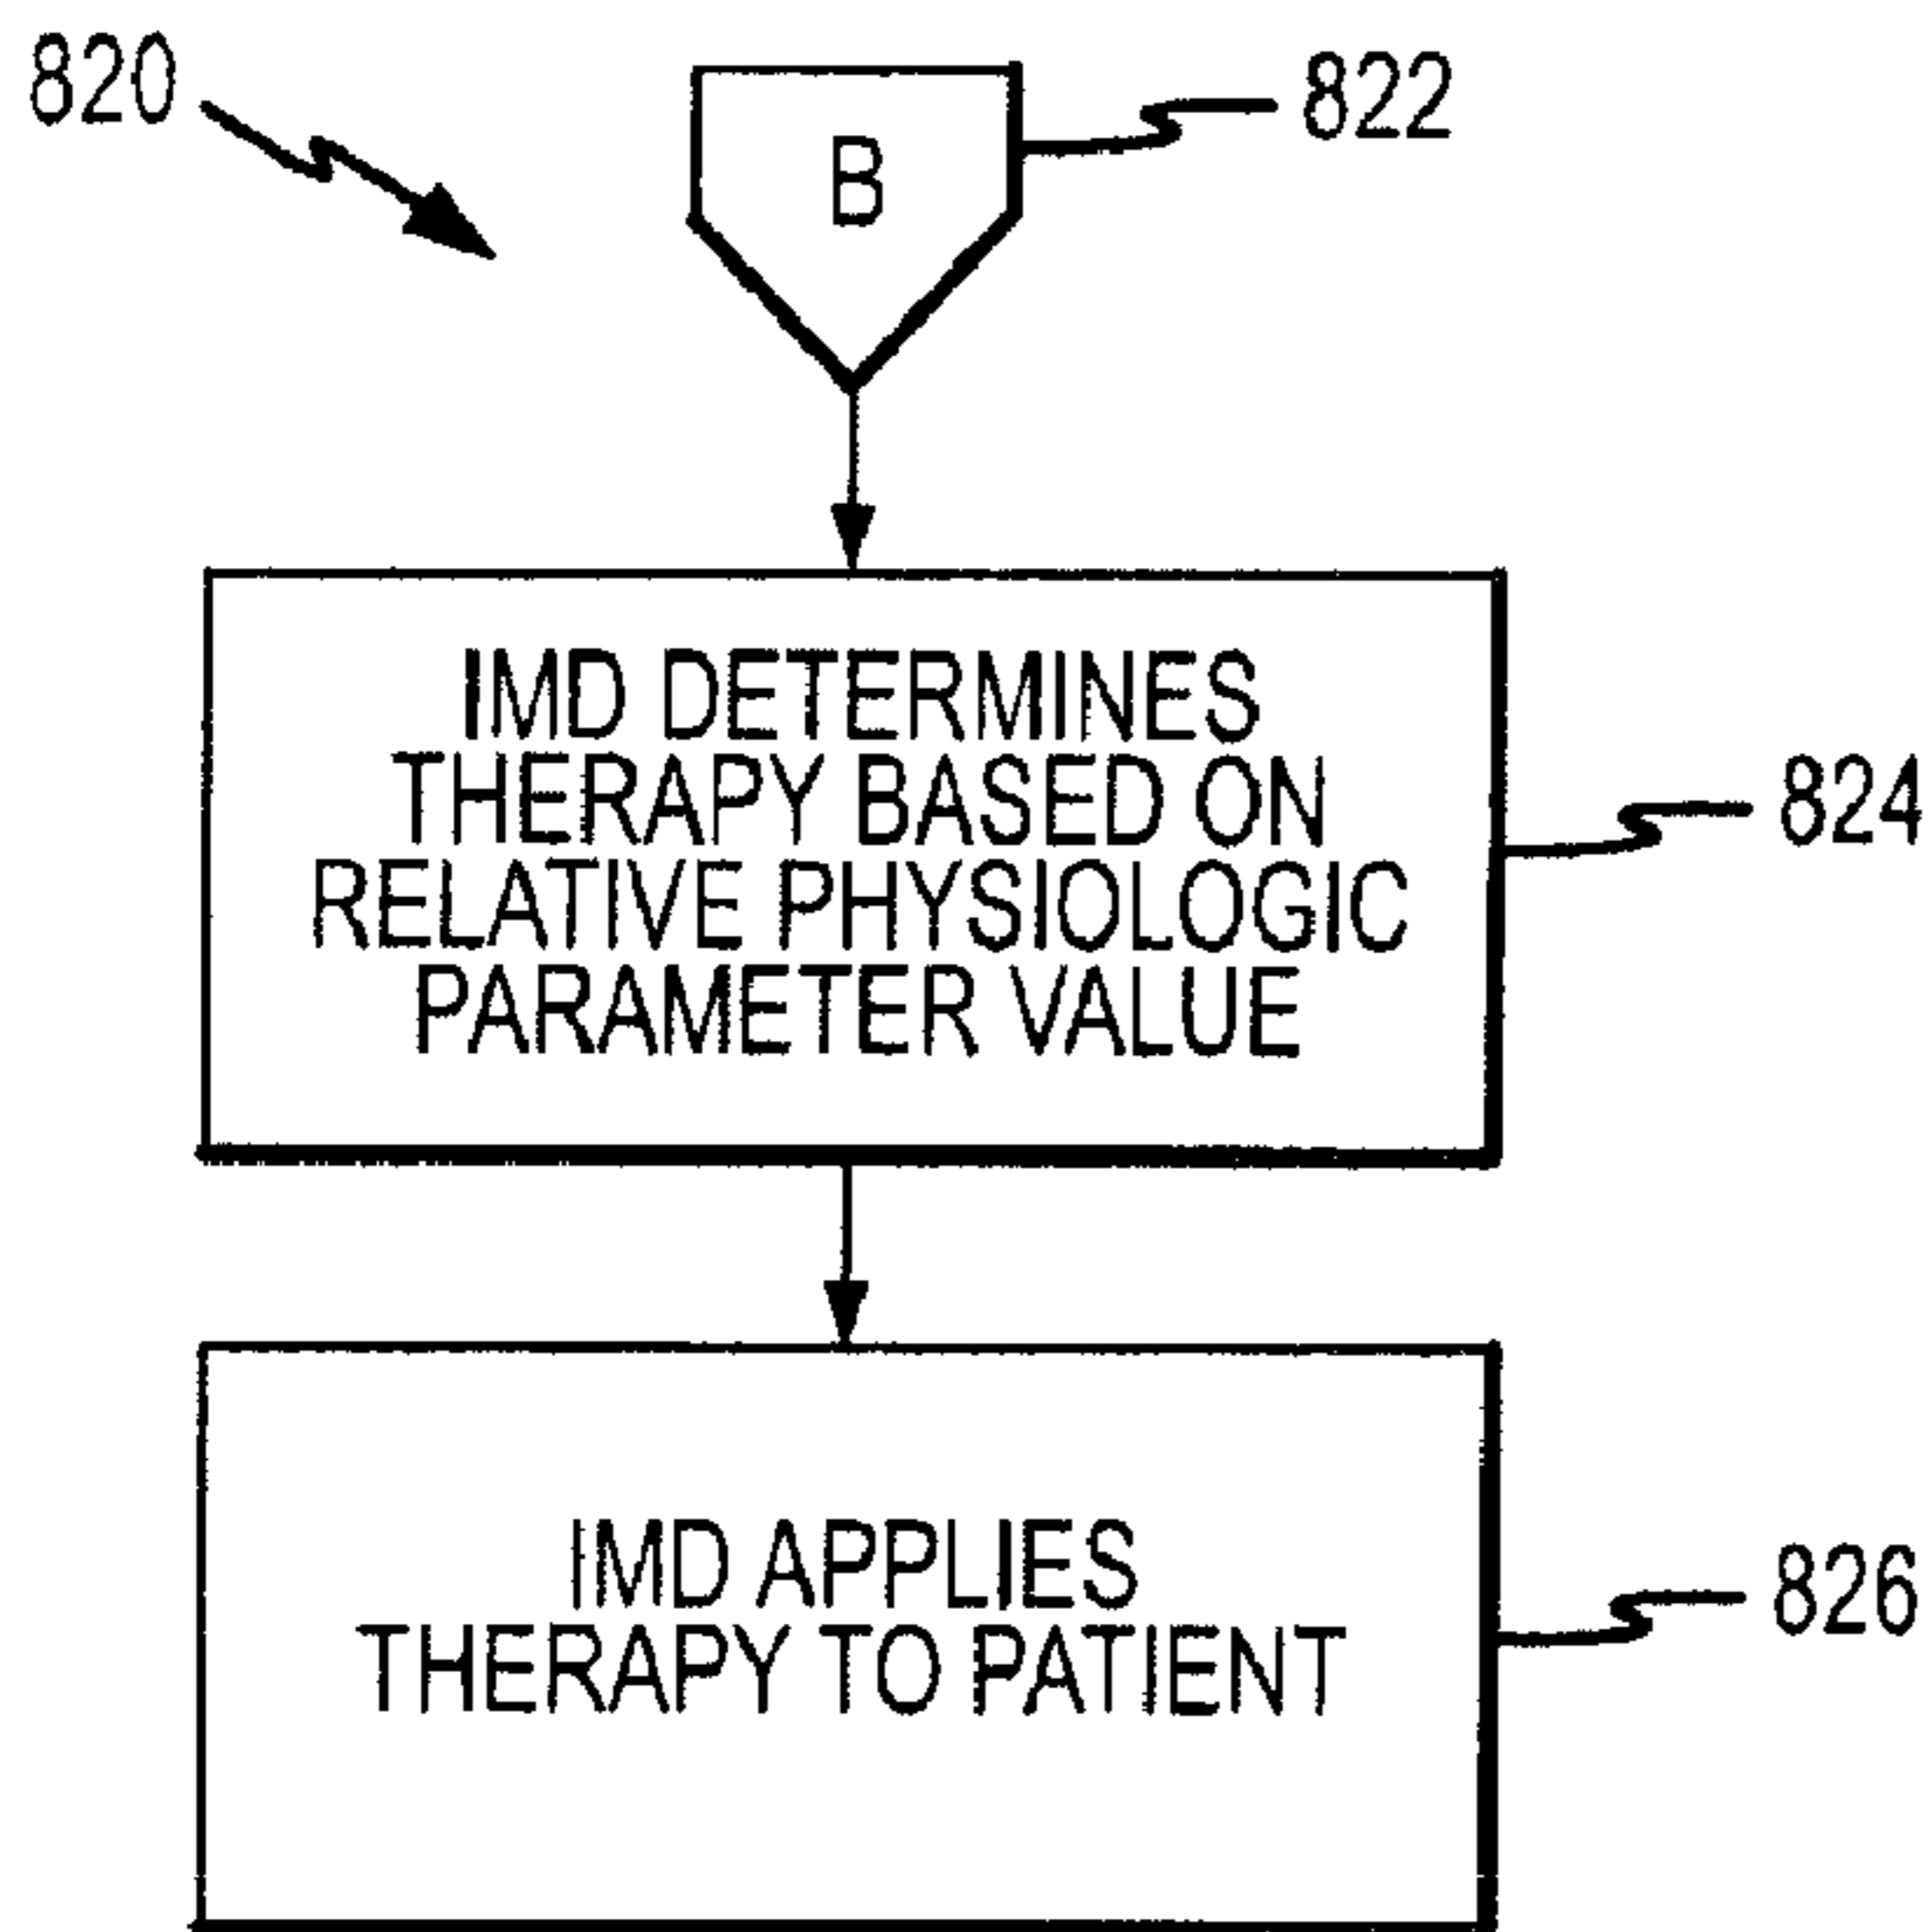 820
B
822
IMD DETERMINES
THERAPY BASED ON
RELATIVE PHYSIOLOGIC
PARAMETER VALUE
824
IMD APPLIES
THERAPY TO PATIENT
826